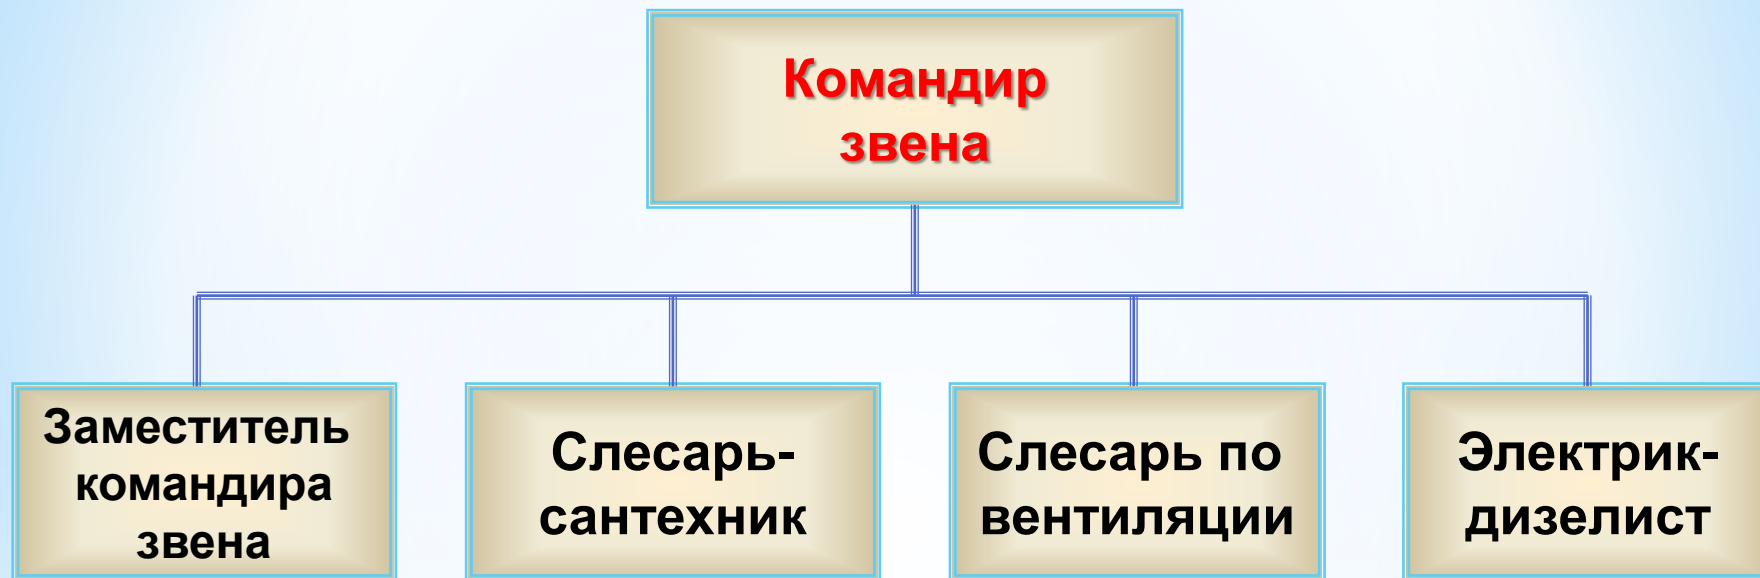 Командир
звена
Заместитель
командира
звена
Слесарь-
сантехник
Слесарь по
вентиляции
Электрик-
дизелист